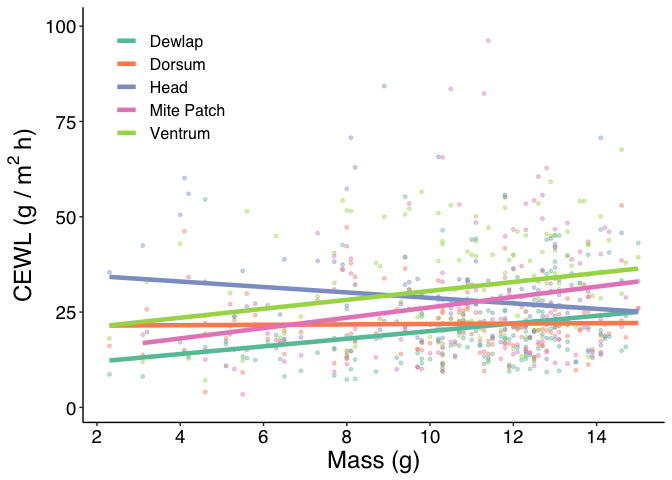 100
75
50
25
0
CEWL (g / m² h)
Dewlap
Dorsum
Head
Mite Patch
Ventrum
2 4 6 8 10 12 14
Mass (g)